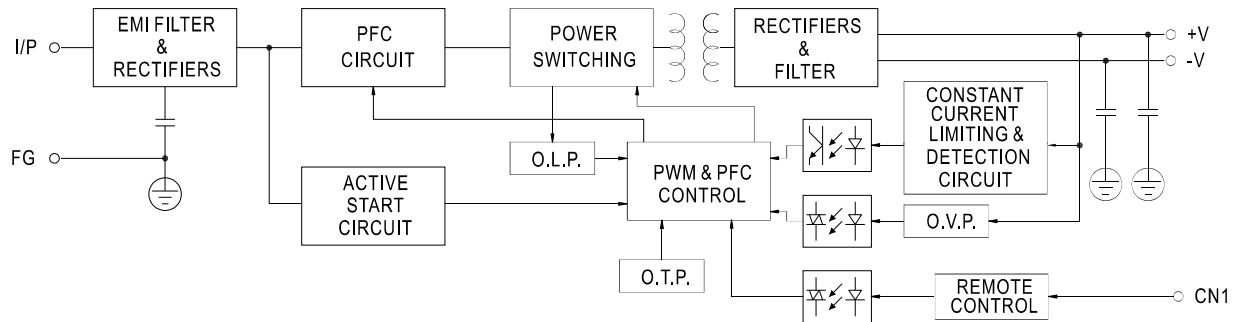 I/P
EMI FILTER
&
RECTIFIERS
PFC
CIRCUIT
POWER
SWITCHING
RECTIFIERS
&
FILTER
+V
-V
FG
O.L.P.
PWM & PFC
CONTROL
CONSTANT
CURRENT
LIMITING &
DETECTION
CIRCUIT
ACTIVE
START
CIRCUIT
O.V.P.
O.T.P.
REMOTE
CONTROL
CN1